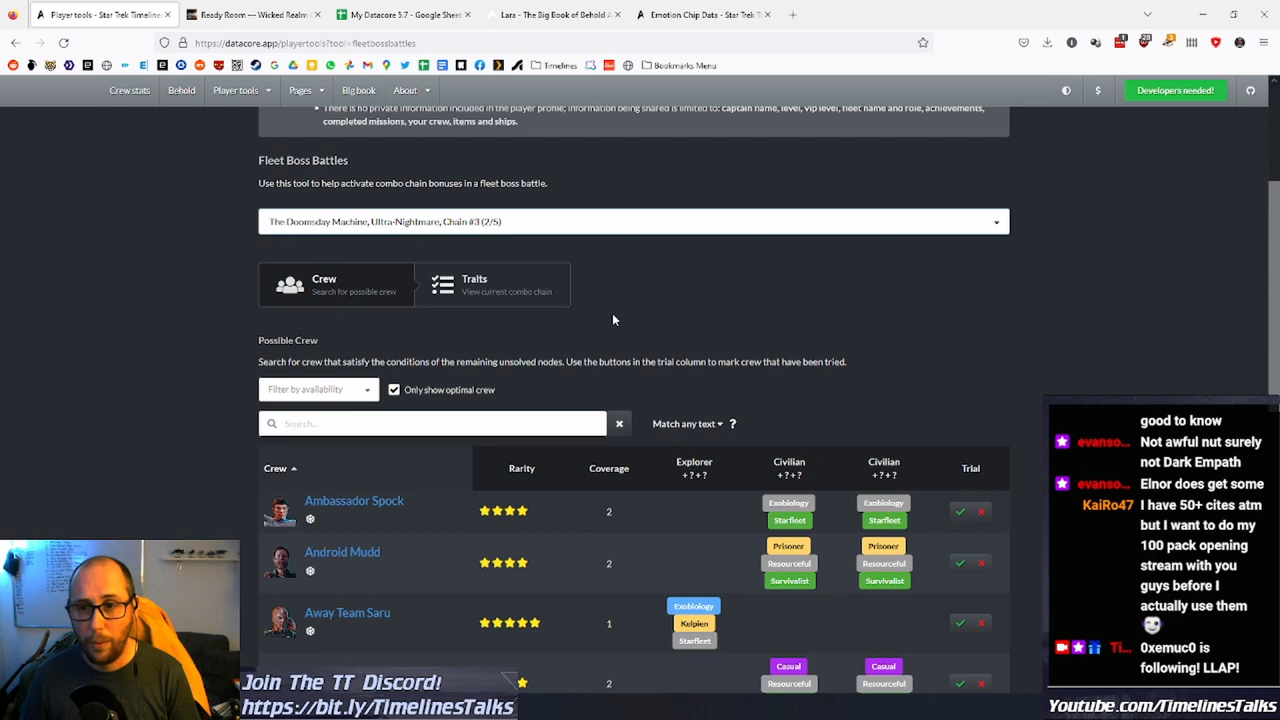 Player tools - Star Trek Timeline
Ready Room — Wicked Realm C
My Datacore 5.7 - Google Sheet
Lara - The Big Book of Behold A
Emotion Chip Data - Star Trek Ti
https://datacore.app/playertools?tool=fleetbossbattles
Timelines
Bookmarks Menu
Crew stats
Behold
Player tools
Pages
Big book
About
$
Developers needed!
There is no private information included in the player profile; information being shared is limited to: captain name, level, vip level, fleet name and role, achievements,
completed missions, your crew, items and ships.
Fleet Boss Battles
Use this tool to help activate combo chain bonuses in a fleet boss battle.
The Doomsday Machine, Ultra-Nightmare, Chain #3 (2/5)
Crew
Search for possible crew
Traits
View current combo chain
Possible Crew
Search for crew that satisfy the conditions of the remaining unsolved nodes. Use the buttons in the trial column to mark crew that have been tried.
Filter by availability
Only show optimal crew
Search...
Match any text
?
Crew
Rarity
Coverage
Explorer
+ ? + ?
Civilian
+ ? + ?
Civilian
+ ? + ?
Trial
Ambassador Spock
2
Exobiology
Starfleet
Exobiology
Starfleet
Android Mudd
2
Prisoner
Resourceful
Survivalist
Prisoner
Resourceful
Survivalist
Away Team Saru
1
Exobiology
Kelpien
Starfleet
2
Casual
Resourceful
Casual
Resourceful
good to know
evanso... Not awful nut surely
not Dark Empath
evanso... Elnor does get some
KaiRo47 I have 50+ cites atm
but I want to do my
100 pack opening
stream with you
guys before I
actually use them
Ti... 0xemuc0 is
following! LLAP!
Join The TT Discord!
https://bit.ly/TimelinesTalks
Youtube.com/TimelinesTalks